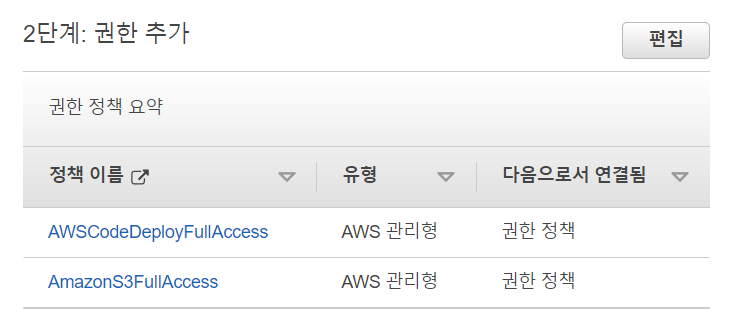 2단계: 권한 추가
편집
권한 정책 요약
정책 이름 유형 다음으로서 연결됨
AWSCodeDeployFullAccess AWS 관리형 권한 정책
AmazonS3FullAccess AWS 관리형 권한 정책